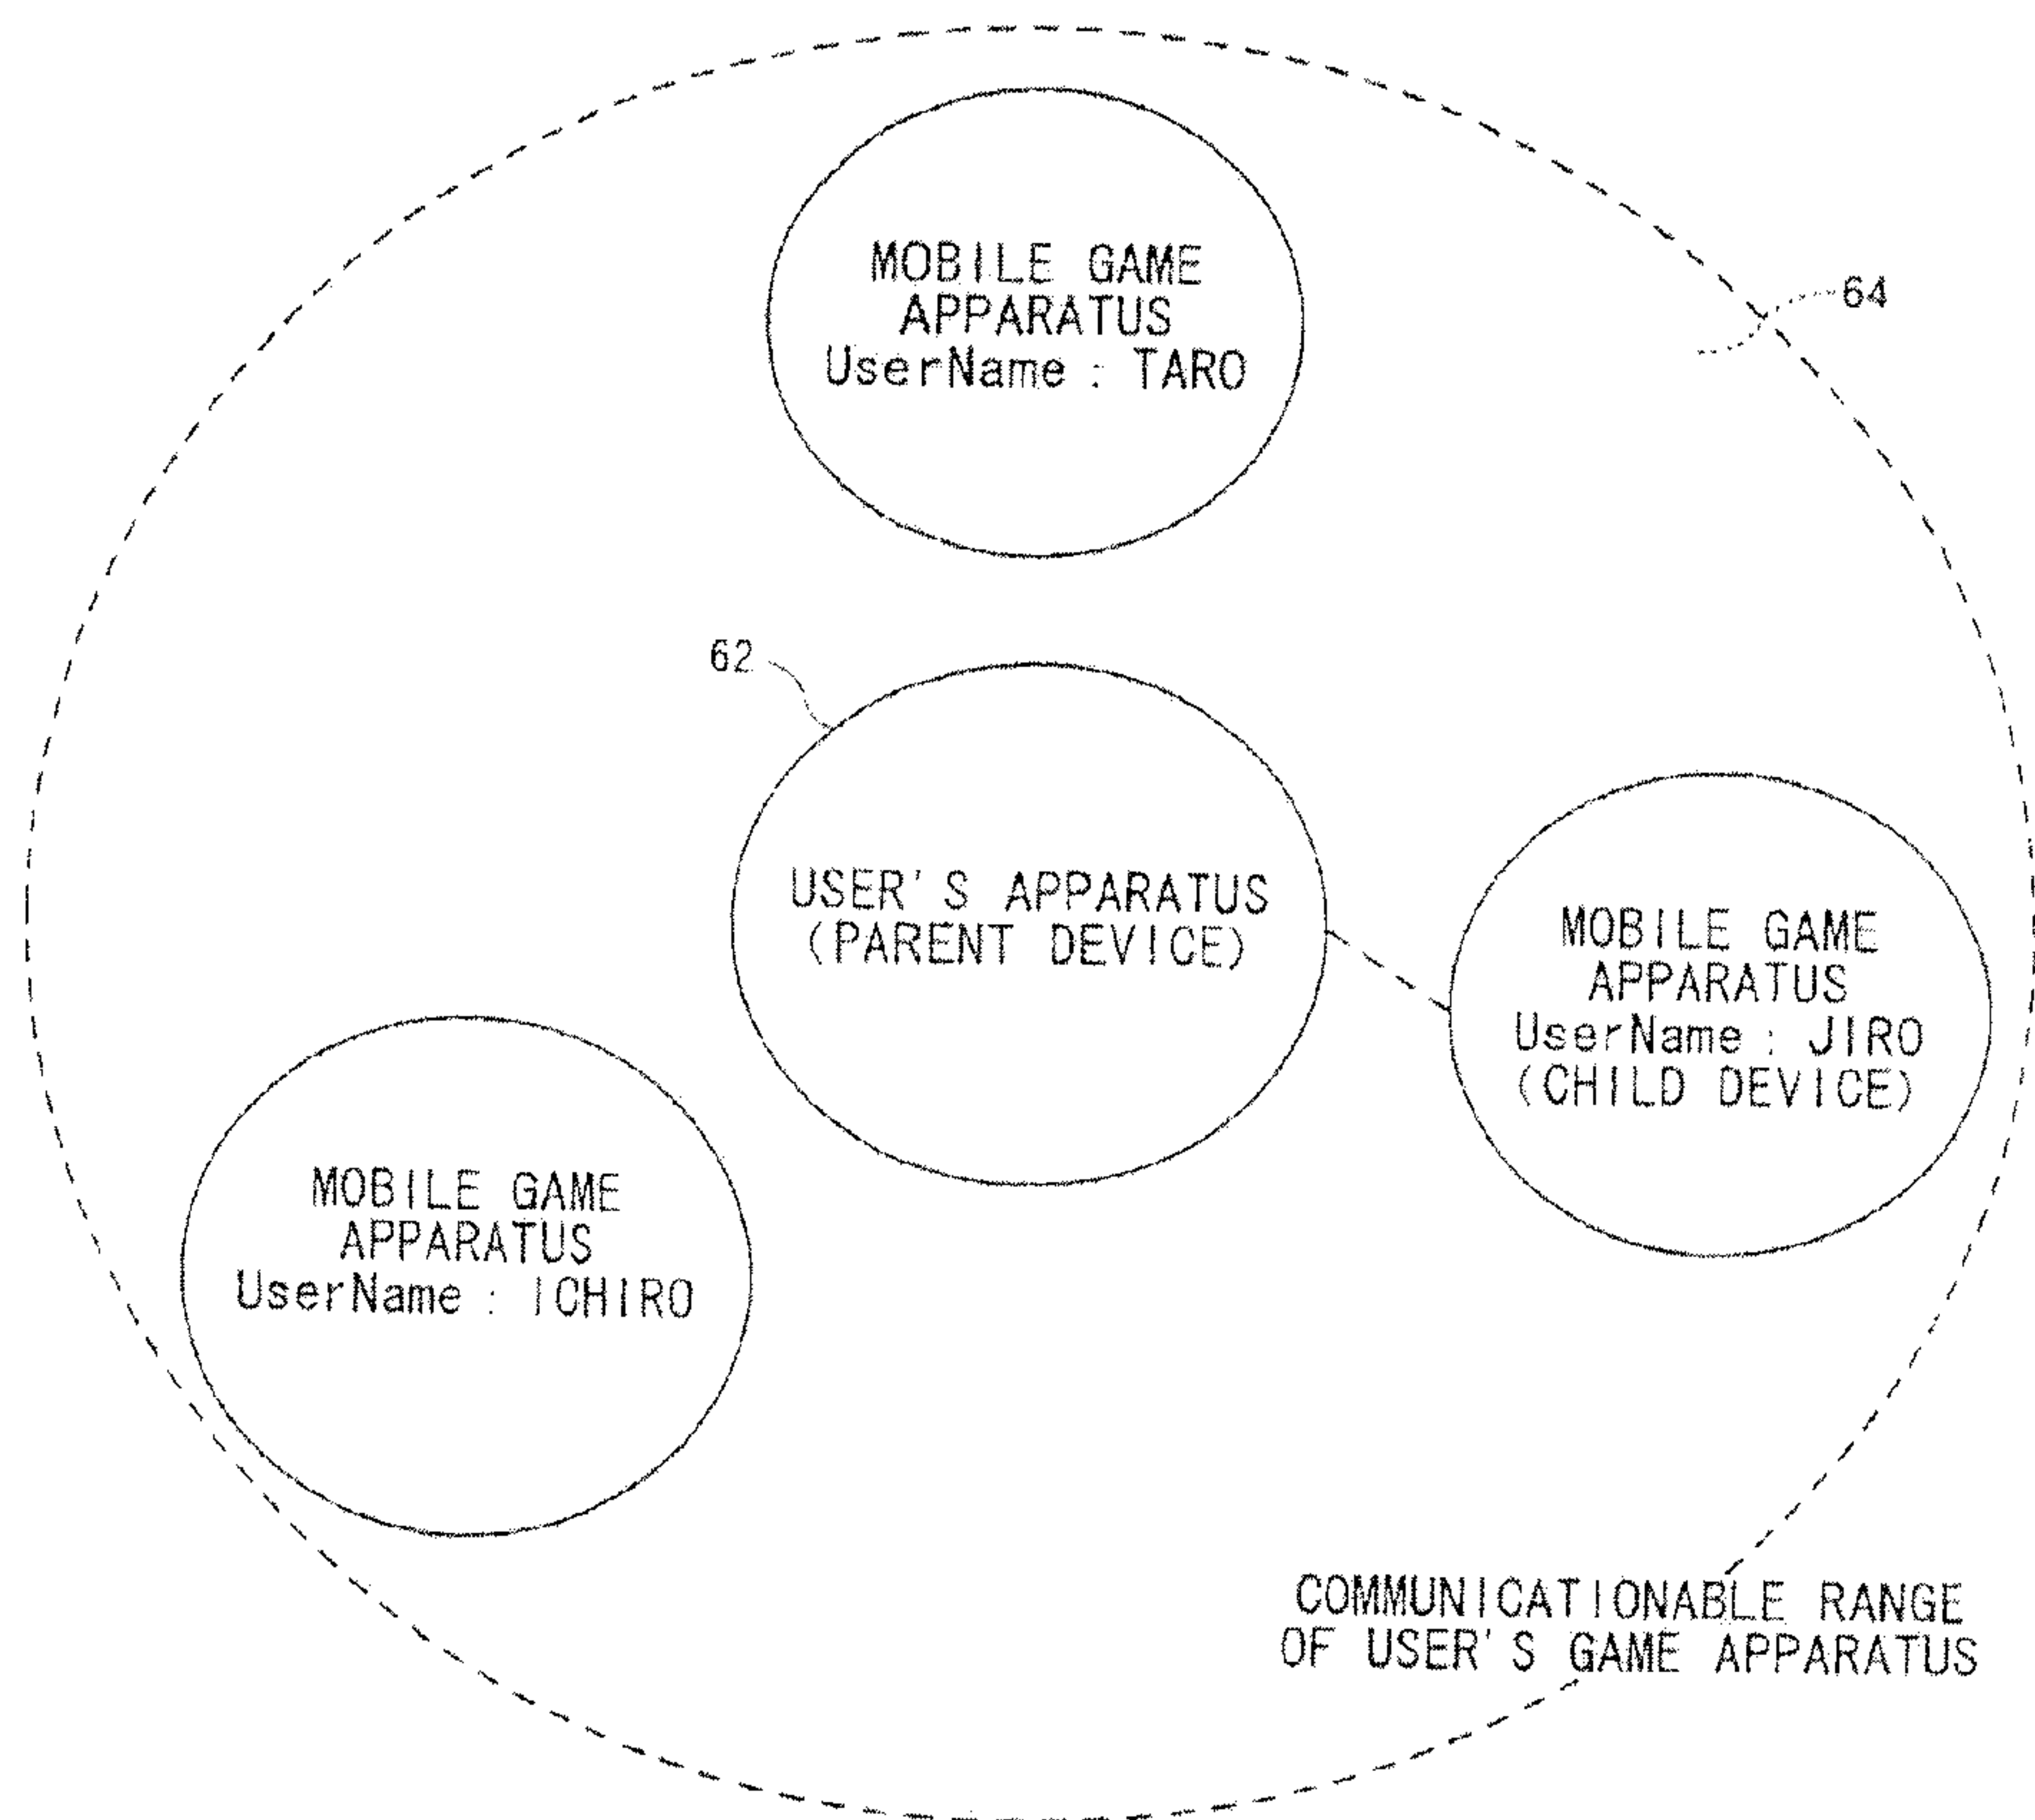 MOBILE GAME
APPARATUS
UserName : TARO
64
62
USER'S APPARATUS
(PARENT DEVICE)
MOBILE GAME
APPARATUS
UserName : JIRO
(CHILD DEVICE)
MOBILE GAME
APPARATUS
UserName : ICHIRO
COMMUNICATIONABLE RANGE
OF USER'S GAME APPARATUS